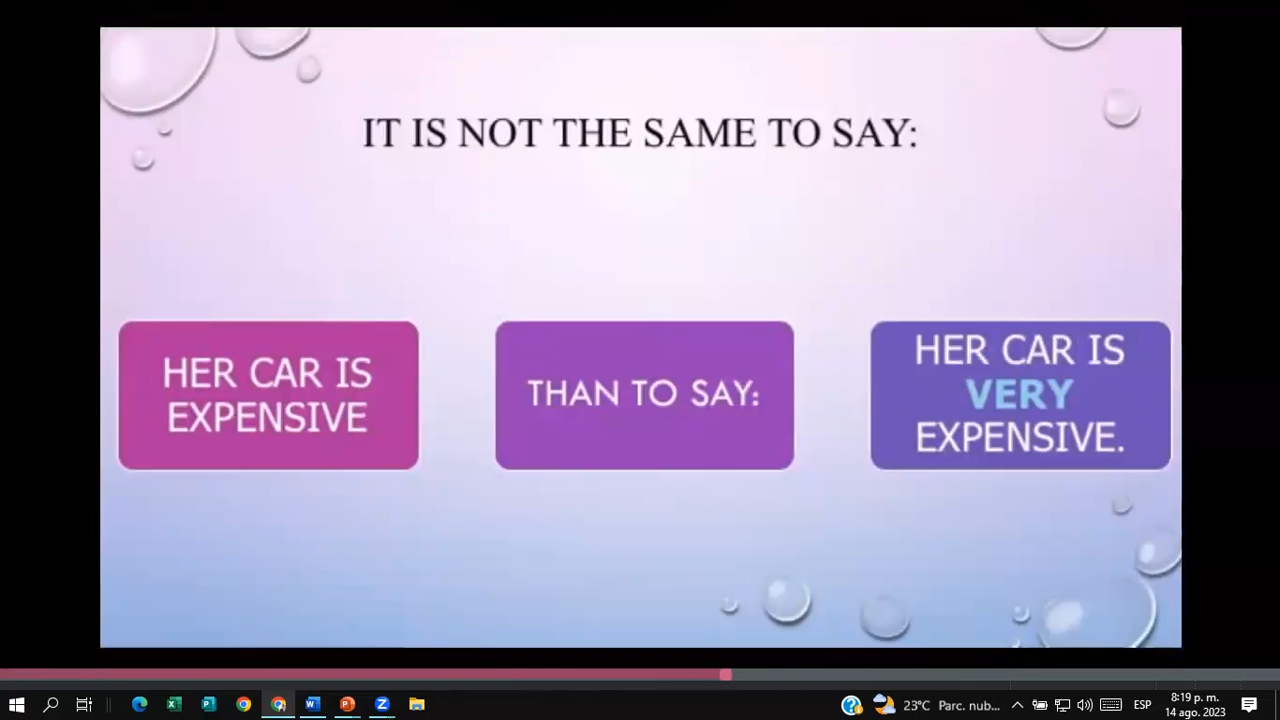 IT IS NOT THE SAME TO SAY:
HER CAR IS
EXPENSIVE
THAN TO SAY:
HER CAR IS
VERY
EXPENSIVE.
23°C Parc. nub...
ESP
8:19 p. m.
14 ago. 2023